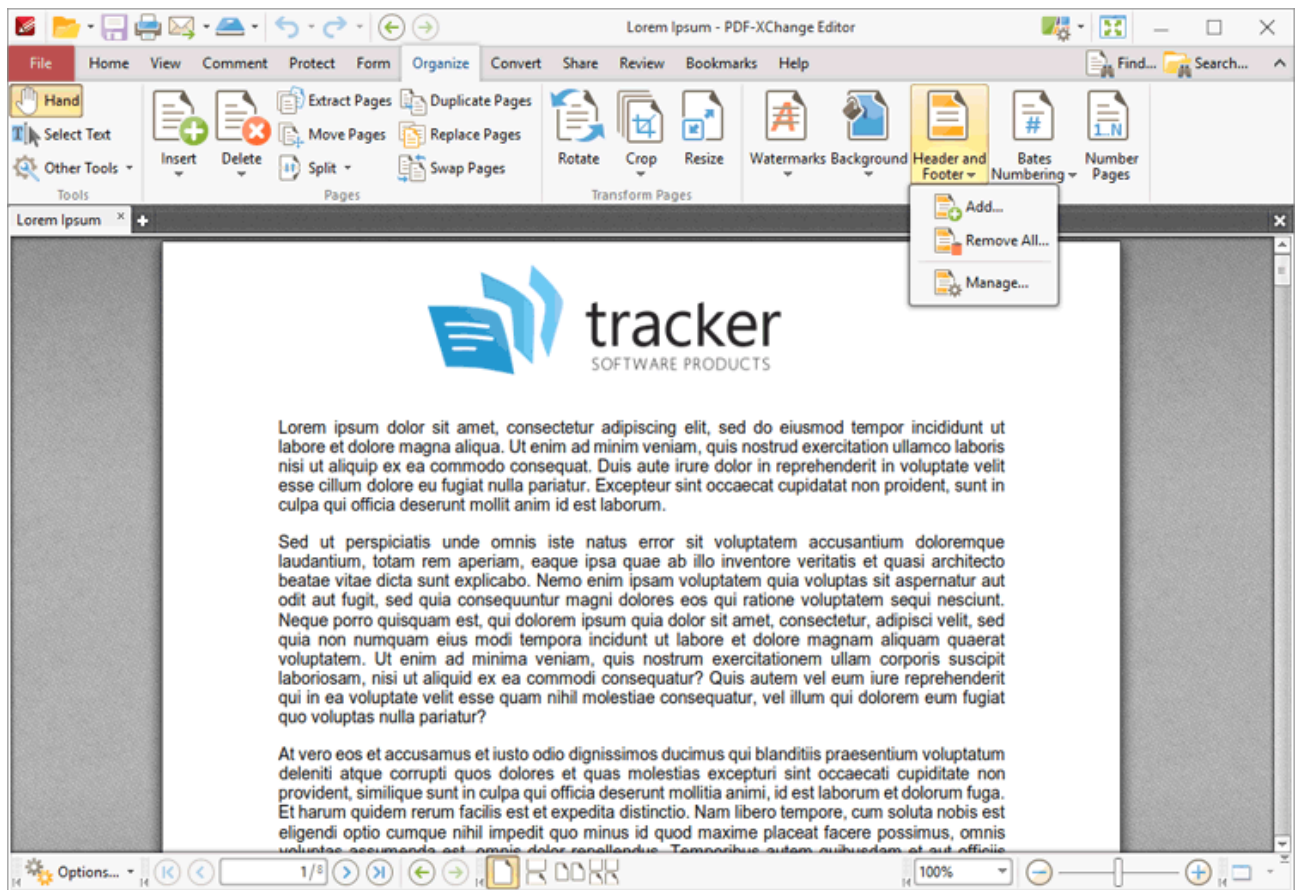 Lorem Ipsum - PDF-XChange Editor
File Home View Comment Protect Form Organize Convert Share Review Bookmarks Help Find... Search...
Hand
Select Text
Other Tools
Tools
Insert
Delete
Extract Pages
Move Pages
Split
Duplicate Pages
Replace Pages
Swap Pages
Pages
Rotate
Crop
Resize
Transform Pages
Watermarks
Background
Header and
Footer
Bates
Numbering
Number
Pages
Add...
Remove All...
Manage...
Lorem Ipsum
tracker
SOFTWARE PRODUCTS
Lorem ipsum dolor sit amet, consectetur adipiscing elit, sed do eiusmod tempor incididunt ut
labore et dolore magna aliqua. Ut enim ad minim veniam, quis nostrud exercitation ullamco laboris
nisi ut aliquip ex ea commodo consequat. Duis aute irure dolor in reprehenderit in voluptate velit
esse cillum dolore eu fugiat nulla pariatur. Excepteur sint occaecat cupidatat non proident, sunt in
culpa qui officia deserunt mollit anim id est laborum.
Sed ut perspiciatis unde omnis iste natus error sit voluptatem accusantium doloremque
laudantium, totam rem aperiam, eaque ipsa quae ab illo inventore veritatis et quasi architecto
beatae vitae dicta sunt explicabo. Nemo enim ipsam voluptatem quia voluptas sit aspernatur aut
odit aut fugit, sed quia consequuntur magni dolores eos qui ratione voluptatem sequi nesciunt.
Neque porro quisquam est, qui dolorem ipsum quia dolor sit amet, consectetur, adipisci velit, sed
quia non numquam eius modi tempora incidunt ut labore et dolore magnam aliquam quaerat
voluptatem. Ut enim ad minima veniam, quis nostrum exercitationem ullam corporis suscipit
laboriosam, nisi ut aliquid ex ea commodi consequatur? Quis autem vel eum iure reprehenderit
qui in ea voluptate velit esse quam nihil molestiae consequatur, vel illum qui dolorem eum fugiat
quo voluptas nulla pariatur?
At vero eos et accusamus et iusto odio dignissimos ducimus qui blanditiis praesentium voluptatum
deleniti atque corrupti quos dolores et quas molestias excepturi sint occaecati cupiditate non
provident, similique sunt in culpa qui officia deserunt mollitia animi, id est laborum et dolorum fuga.
Et harum quidem rerum facilis est et expedita distinctio. Nam libero tempore, cum soluta nobis est
eligendi optio cumque nihil impedit quo minus id quod maxime placeat facere possimus, omnis
voluptas assumenda est, omnis dolor repellendus. Temporibus autem quibusdam et aut officiis
Options... 1/8 100%